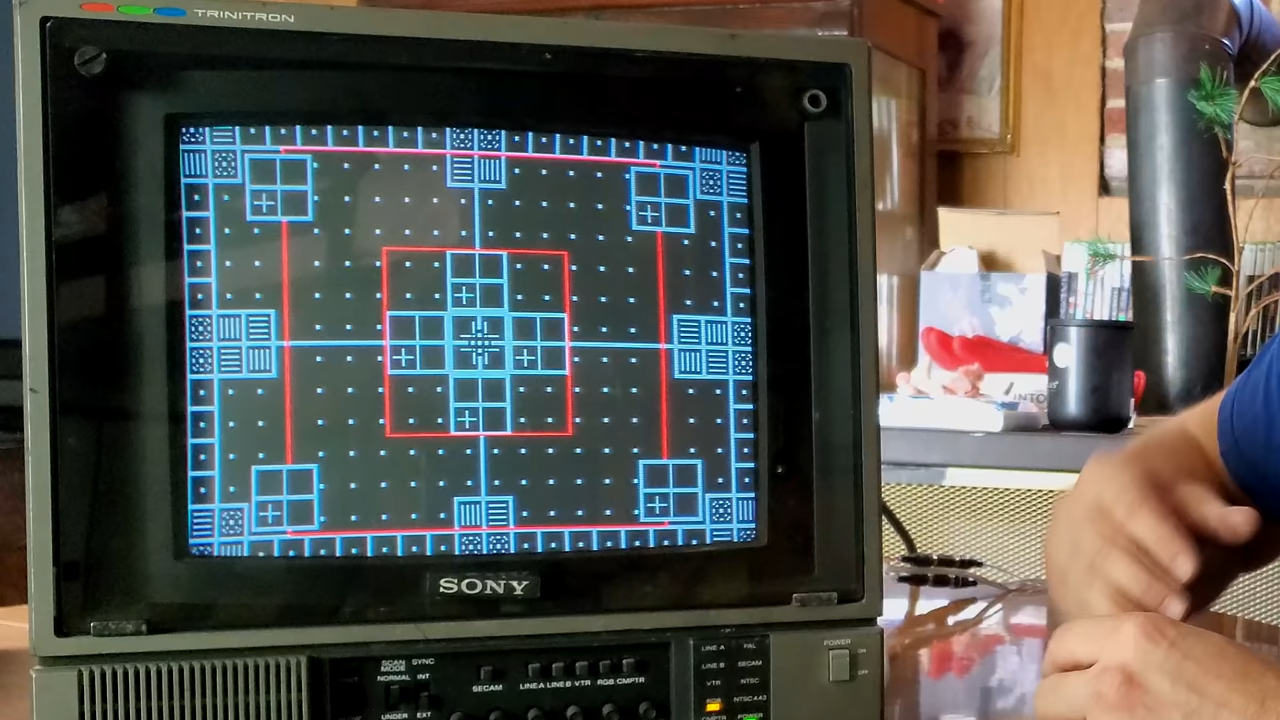 TRINITRON
SONY
SCAN MODE
SYNC
NORMAL
INT
UNDER
EXT
SECAM
LINE A LINE B VTR RGB CMPTR
LINE A PAL
LINE B SECAM
VTR NTSC
RGB NTSC 4.43
CMPTR POWER
POWER
ON
OFF
INTO